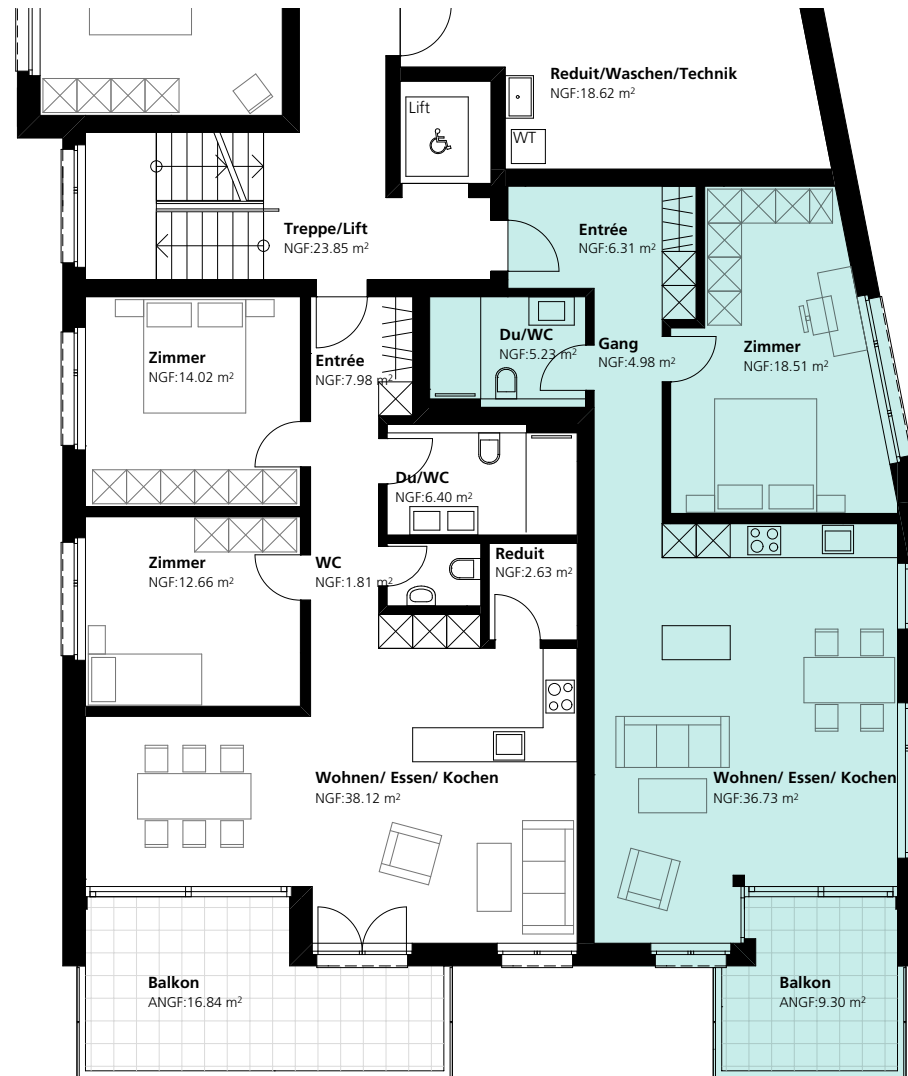 Reduit/Waschen/Technik
NGF:18.62 m²
Lift
WT
Treppe/Lift
NGF:23.85 m²
Entrée
NGF:6.31 m²
Du/WC
NGF:5.23 m²
Gang
NGF:4.98 m²
Zimmer
NGF:18.51 m²
Zimmer
NGF:14.02 m²
Entrée
NGF:7.98 m²
Du/WC
NGF:6.40 m²
Zimmer
NGF:12.66 m²
WC
NGF:1.81 m²
Reduit
NGF:2.63 m²
Wohnen/ Essen/ Kochen
NGF:38.12 m²
Wohnen/ Essen/ Kochen
NGF:36.73 m²
Balkon
ANGF:16.84 m²
Balkon
ANGF:9.30 m²